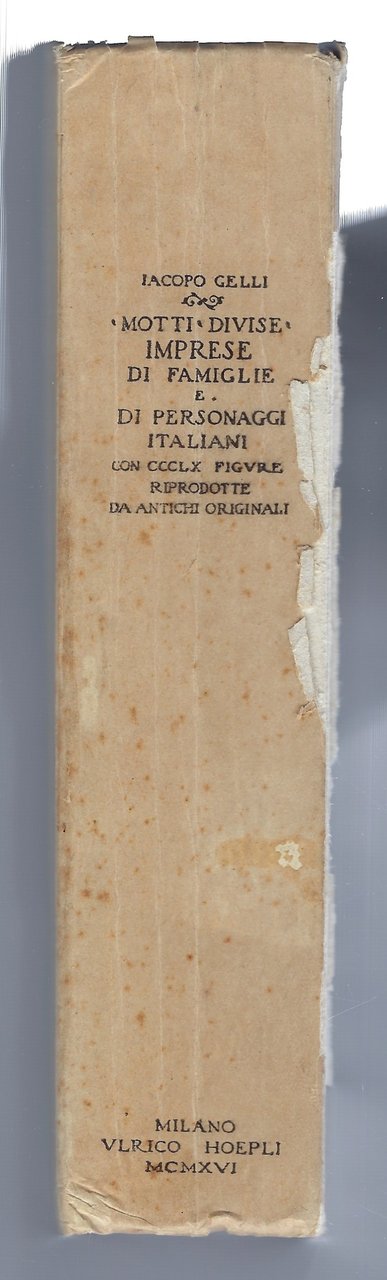 IACOPO GELLI
'MOTTI 'DIVISE'
IMPRESE
DI FAMIGLIE
E.
DI PERSONAGGI
ITALIANI
CON CCCLX FIGVRE
RIPRODOTTE
DA ANTICHI ORIGINALI
MILANO
VLRICO HOEPLI
MCMXVI